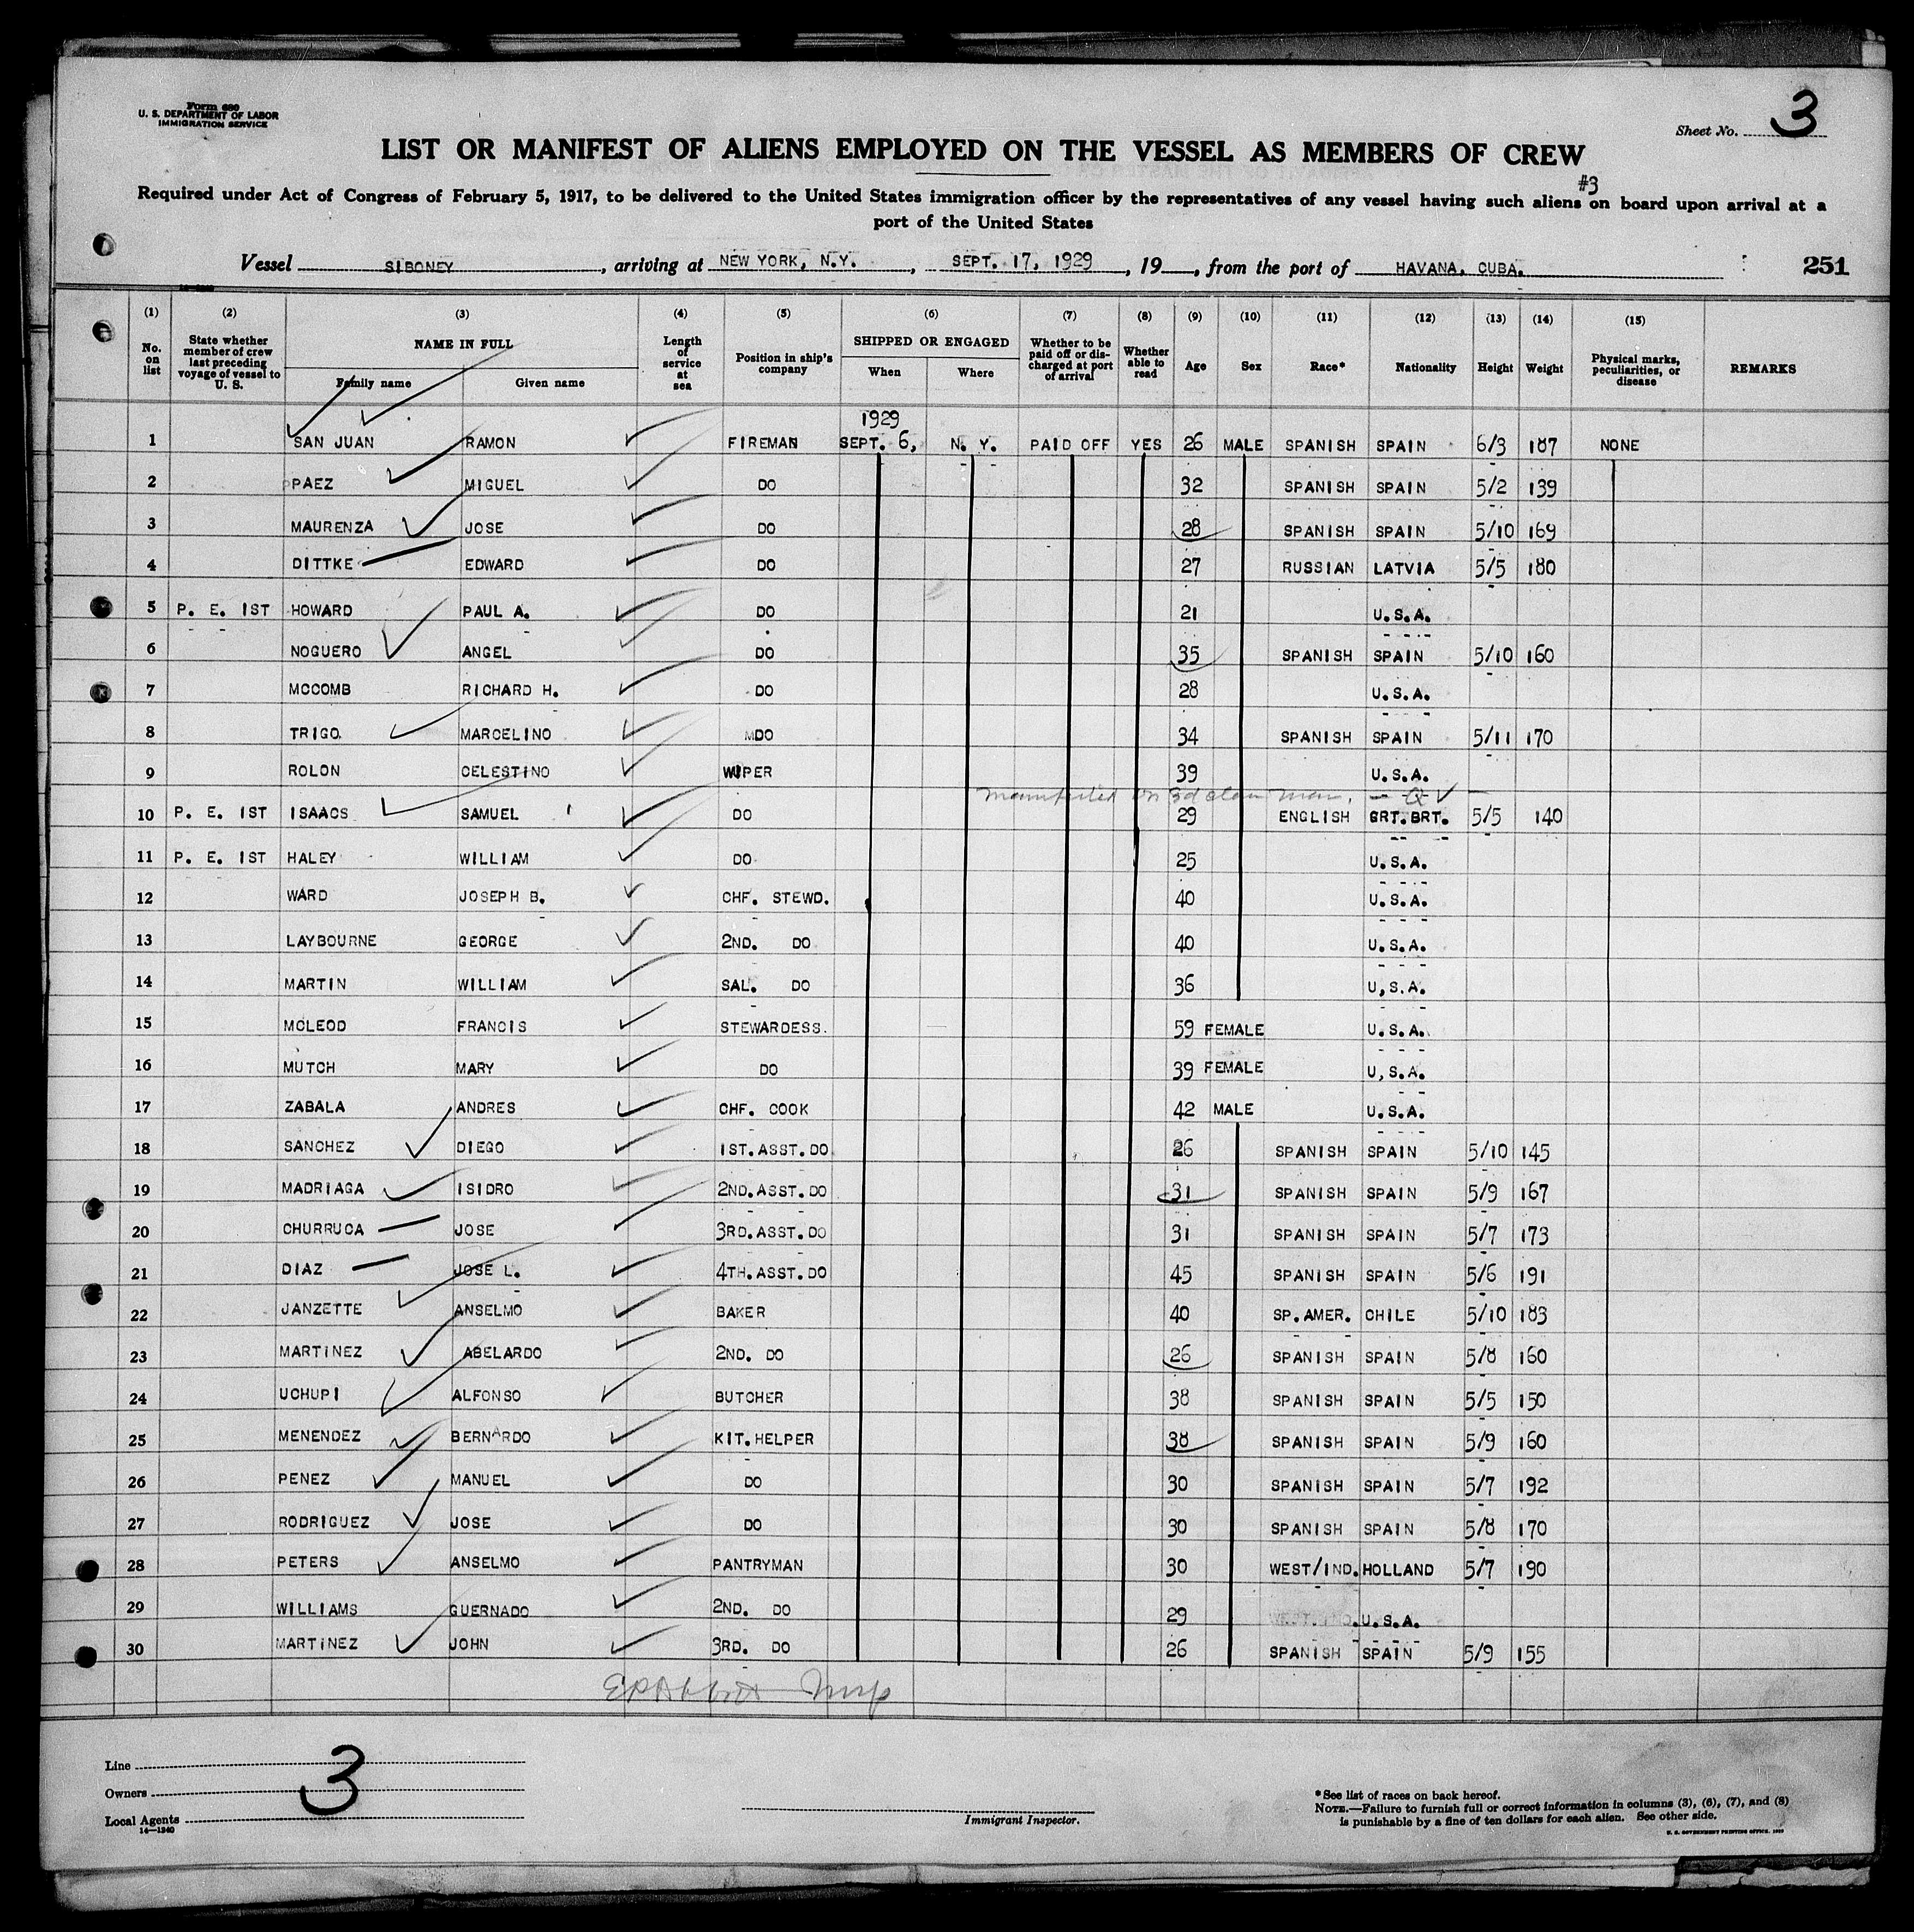 Form 680
U. S. DEPARTMENT OF LABOR
IMMIGRATION SERVICE
Sheet No. 3
LIST OR MANIFEST OF ALIENS EMPLOYED ON THE VESSEL AS MEMBERS OF CREW
#3
Required under Act of Congress of February 5, 1917, to be delivered to the United States immigration officer by the representatives of any vessel having such aliens on board upon arrival at a
port of the United States
Vessel SIBONEY, arriving at NEW YORK, N.Y., SEPT. 17, 1929, 19, from the port of HAVANA, CUBA. 251
(1) No. on list (2) State whether member of crew last preceding voyage of vessel to U. S. (3) NAME IN FULL Family name Given name (4) Length of service at sea (5) Position in ship's company (6) SHIPPED OR ENGAGED When Where (7) Whether to be paid off or discharged at port of arrival (8) Whether able to read (9) Age (10) Sex (11) Race* (12) Nationality (13) Height (14) Weight (15) Physical marks, peculiarities, or disease REMARKS
1929
1 SAN JUAN RAMON FIREMAN SEPT. 6, N. Y. PAID OFF YES 26 MALE SPANISH SPAIN 6/3 187 NONE
2 PAEZ MIGUEL DO 32 SPANISH SPAIN 5/2 139
3 MAURENZA JOSE DO 28 SPANISH SPAIN 5/10 169
4 DITTKE EDWARD DO 27 RUSSIAN LATVIA 5/5 180
5 P. E. IST HOWARD PAUL A. DO 21 U.S.A.
6 NOGUERO ANGEL DO 35 SPANISH SPAIN 5/10 160
7 MCCOMB RICHARD H. DO 28 U.S.A.
8 TRIGO. MARCELINO DO 34 SPANISH SPAIN 5/11 170
9 ROLON CELESTINO WIPER 39 U.S.A.
on 3d class man.
10 P. E. IST ISAACS SAMUEL DO 29 ENGLISH GRT.BRT. 5/5 140
11 P. E. IST HALEY WILLIAM DO 25 U.S.A.
12 WARD JOSEPH B. CHF. STEWD. 40 U.S.A.
13 LAYBOURNE GEORGE 2ND. DO 40 U.S.A.
14 MARTIN WILLIAM SAL. DO 36 U,S.A.
15 MCLEOD FRANCIS STEWARDESS. 59 FEMALE U.S.A.
16 MUTCH MARY DO 39 FEMALE U,S.A.
17 ZABALA ANDRES CHF. COOK 42 MALE U.S.A.
18 SANCHEZ DIEGO IST.ASST.DO 26 SPANISH SPAIN 5/10 145
19 MADRIAGA ISIDRO 2ND.ASST.DO 31 SPANISH SPAIN 5/9 167
20 CHURRUCA JOSE 3RD.ASST.DO 31 SPANISH SPAIN 5/7 173
21 DIAZ JOSE L. 4TH.ASST.DO 45 SPANISH SPAIN 5/6 191
22 JANZETTE ANSELMO BAKER 40 SP.AMER. CHILE 5/10 183
23 MARTINEZ ABELARDO 2ND. DO 26 SPANISH SPAIN 5/8 160
24 UCHUPI ALFONSO BUTCHER 38 SPANISH SPAIN 5/5 150
25 MENENDEZ BERNARDO KIT.HELPER 38 SPANISH SPAIN 5/9 160
26 PENEZ MANUEL DO 30 SPANISH SPAIN 5/7 192
27 RODRIGUEZ JOSE DO 30 SPANISH SPAIN 5/8 170
28 PETERS ANSELMO PANTRYMAN 30 WEST/IND. HOLLAND 5/7 190
29 WILLIAMS GUERNADO 2ND. DO 29 U.S.A.
30 MARTINEZ JOHN 3RD. DO 26 SPANISH SPAIN 5/9 155
Line
Owners
Local Agents
14—1240
3
Immigrant Inspector.
*See list of races on back hereof.
NOTE.—Failure to furnish full or correct information in columns (3), (6), (7), and (8)
is punishable by a fine of ten dollars for each alien. See other side.